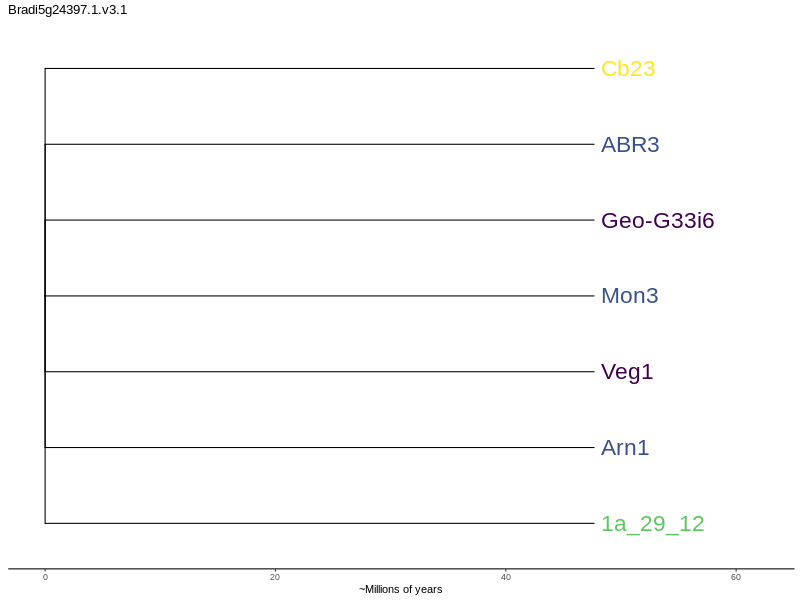 Bradi5g24397.1.v3.1
Cb23
ABR3
Geo-G33i6
Mon3
Veg1
Arn1
1a_29_12
0 20 40 60
~Millions of years